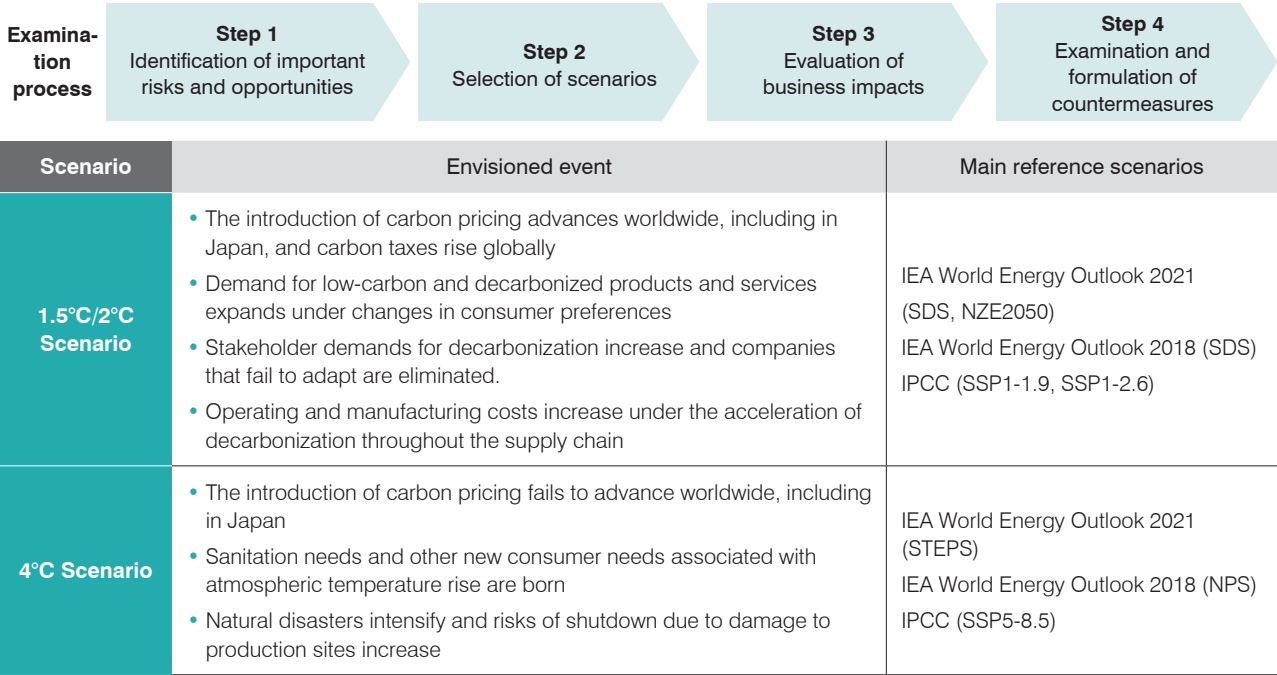 Examina-
tion
process
Step 1
Identification of important
risks and opportunities
Step 2
Selection of scenarios
Step 3
Evaluation of
business impacts
Step 4
Examination and
formulation of
countermeasures
Scenario
Envisioned event
Main reference scenarios
1.5°C/2°C
Scenario
• The introduction of carbon pricing advances worldwide, including in
Japan, and carbon taxes rise globally
• Demand for low-carbon and decarbonized products and services
expands under changes in consumer preferences
• Stakeholder demands for decarbonization increase and companies
that fail to adapt are eliminated.
• Operating and manufacturing costs increase under the acceleration of
decarbonization throughout the supply chain
IEA World Energy Outlook 2021
(SDS, NZE2050)
IEA World Energy Outlook 2018 (SDS)
IPCC (SSP1-1.9, SSP1-2.6)
4°C Scenario
• The introduction of carbon pricing fails to advance worldwide, including
in Japan
• Sanitation needs and other new consumer needs associated with
atmospheric temperature rise are born
• Natural disasters intensify and risks of shutdown due to damage to
production sites increase
IEA World Energy Outlook 2021
(STEPS)
IEA World Energy Outlook 2018 (NPS)
IPCC (SSP5-8.5)